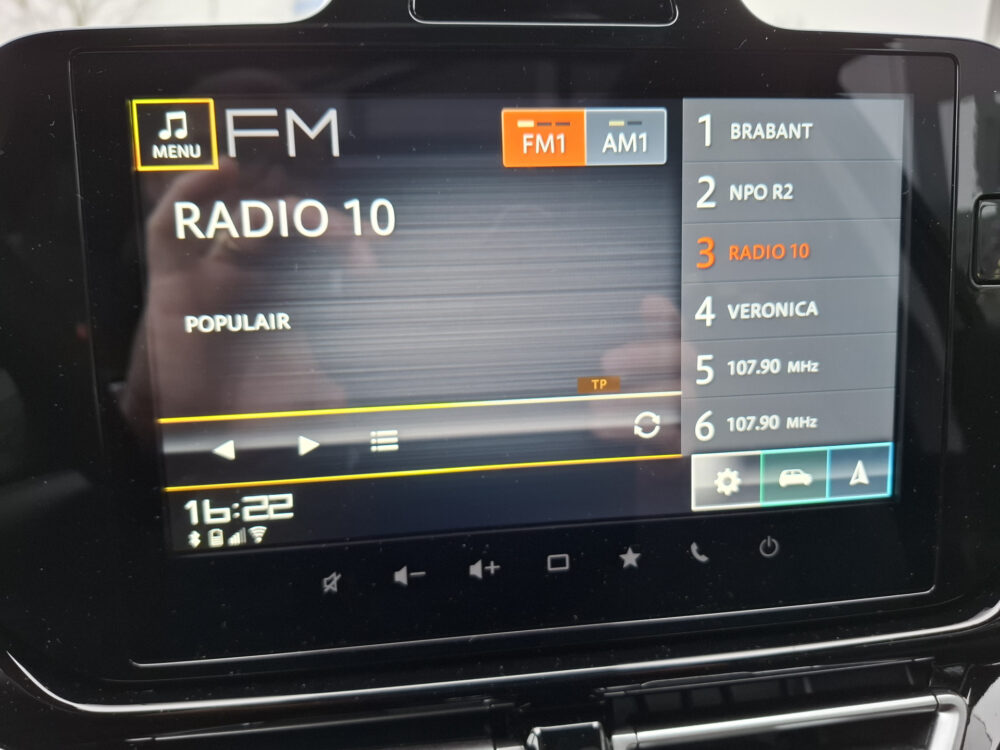 MENU
FM
FM1
AM1
RADIO 10
POPULAIR
TP
16:22
1 BRABANT
2 NPO R2
3 RADIO 10
4 VERONICA
5 107.90 MHz
6 107.90 MHz